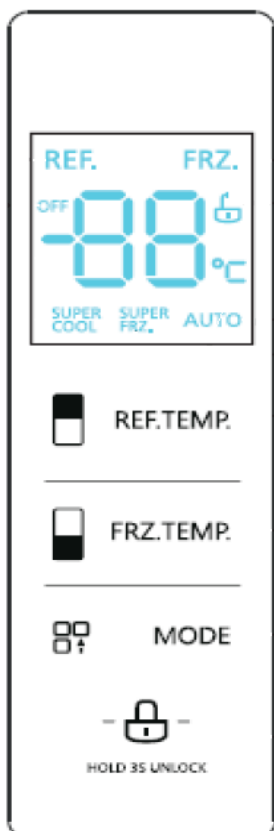 REF. FRZ.
OFF
-88
°C
SUPER COOL SUPER FRZ. AUTO
REF.TEMP.
FRZ.TEMP.
MODE
HOLD 3S UNLOCK